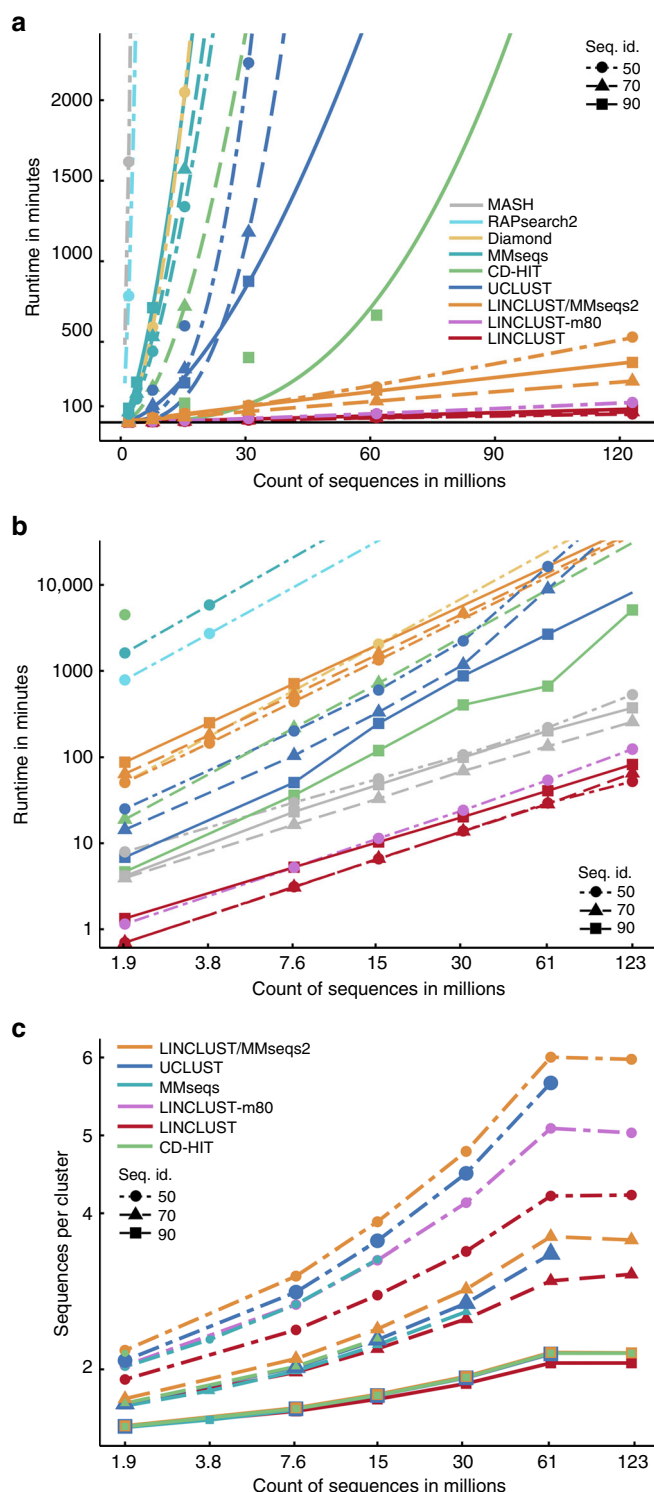 a
Seq. id.
50
70
90
2000
1500
1000
500
100
Runtime in minutes
MASH
RAPsearch2
Diamond
MMseqs
CD-HIT
UCLUST
LINCLUST/MMseqs2
LINCLUST-m80
LINCLUST
0
30
60
90
120
Count of sequences in millions
b
10,000
1000
100
10
1
Runtime in minutes
Seq. id.
50
70
90
1.9
3.8
7.6
15
30
61
123
Count of sequences in millions
c
LINCLUST/MMseqs2
UCLUST
MMseqs
LINCLUST-m80
LINCLUST
CD-HIT
Seq. id.
50
70
90
6
5
4
2
Sequences per cluster
1.9
3.8
7.6
15
30
61
123
Count of sequences in millions